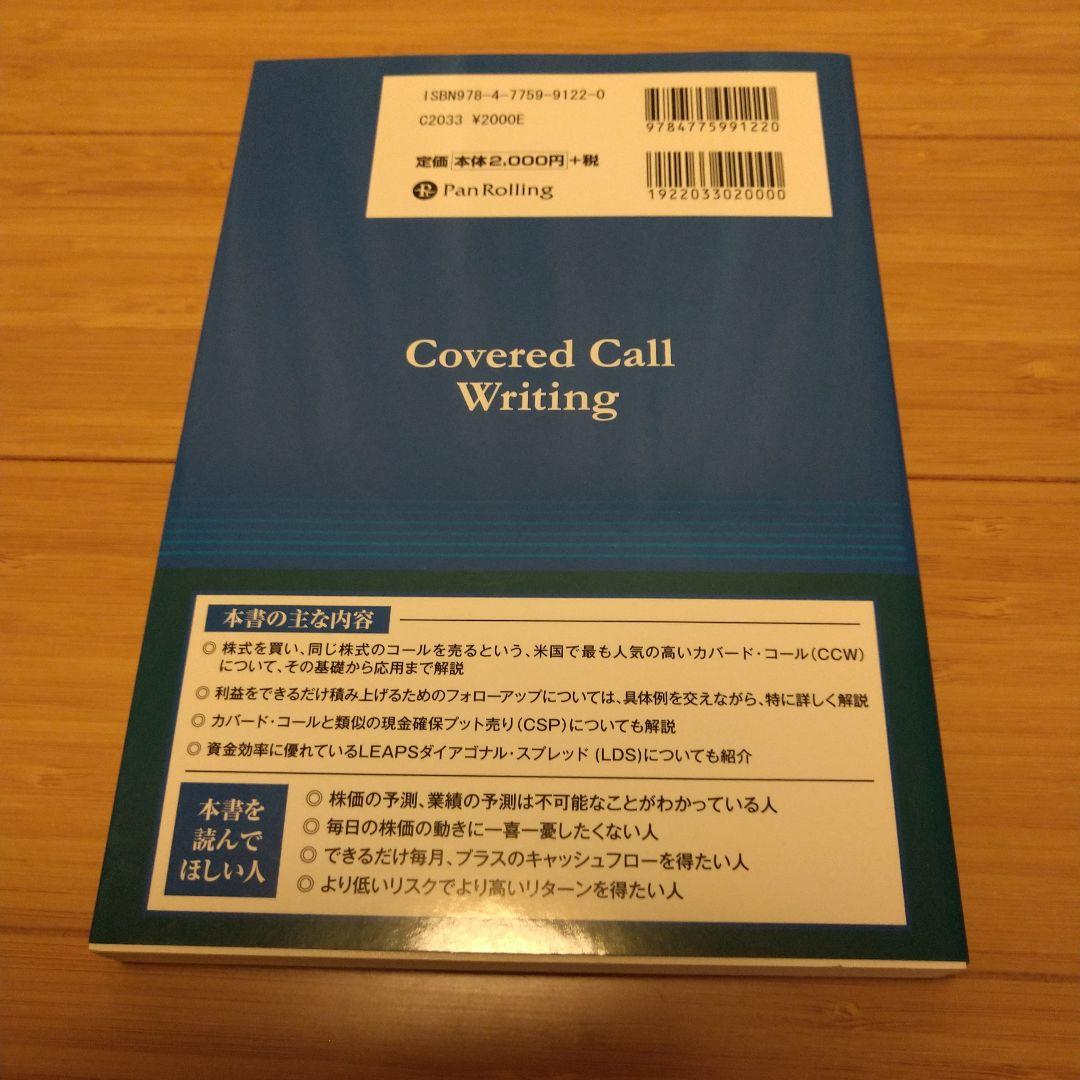 ISBN978-4-7759-9122-0
C2033 ¥2000E
定価 本体2,000円+税
PanRolling
9784775991220
1922033020000
Covered Call
Writing
本書の主な内容
◎ 株式を買い、同じ株式のコールを売るという、米国で最も人気の高いカバード・コール(CCW)
について、その基礎から応用まで解説
◎ 利益をできるだけ積み上げるためのフォローアップについては、具体例を交えながら、特に詳しく解説
◎ カバード・コールと類似の現金確保プット売り(CSP)についても解説
◎ 資金効率に優れているLEAPSダイアゴナル・スプレッド (LDS)についても紹介
本書を
読んで
ほしい人
◎ 株価の予測、業績の予測は不可能なことがわかっている人
◎ 毎日の株価の動きに一喜一憂したくない人
◎ できるだけ毎月、プラスのキャッシュフローを得たい人
◎ より低いリスクでより高いリターンを得たい人